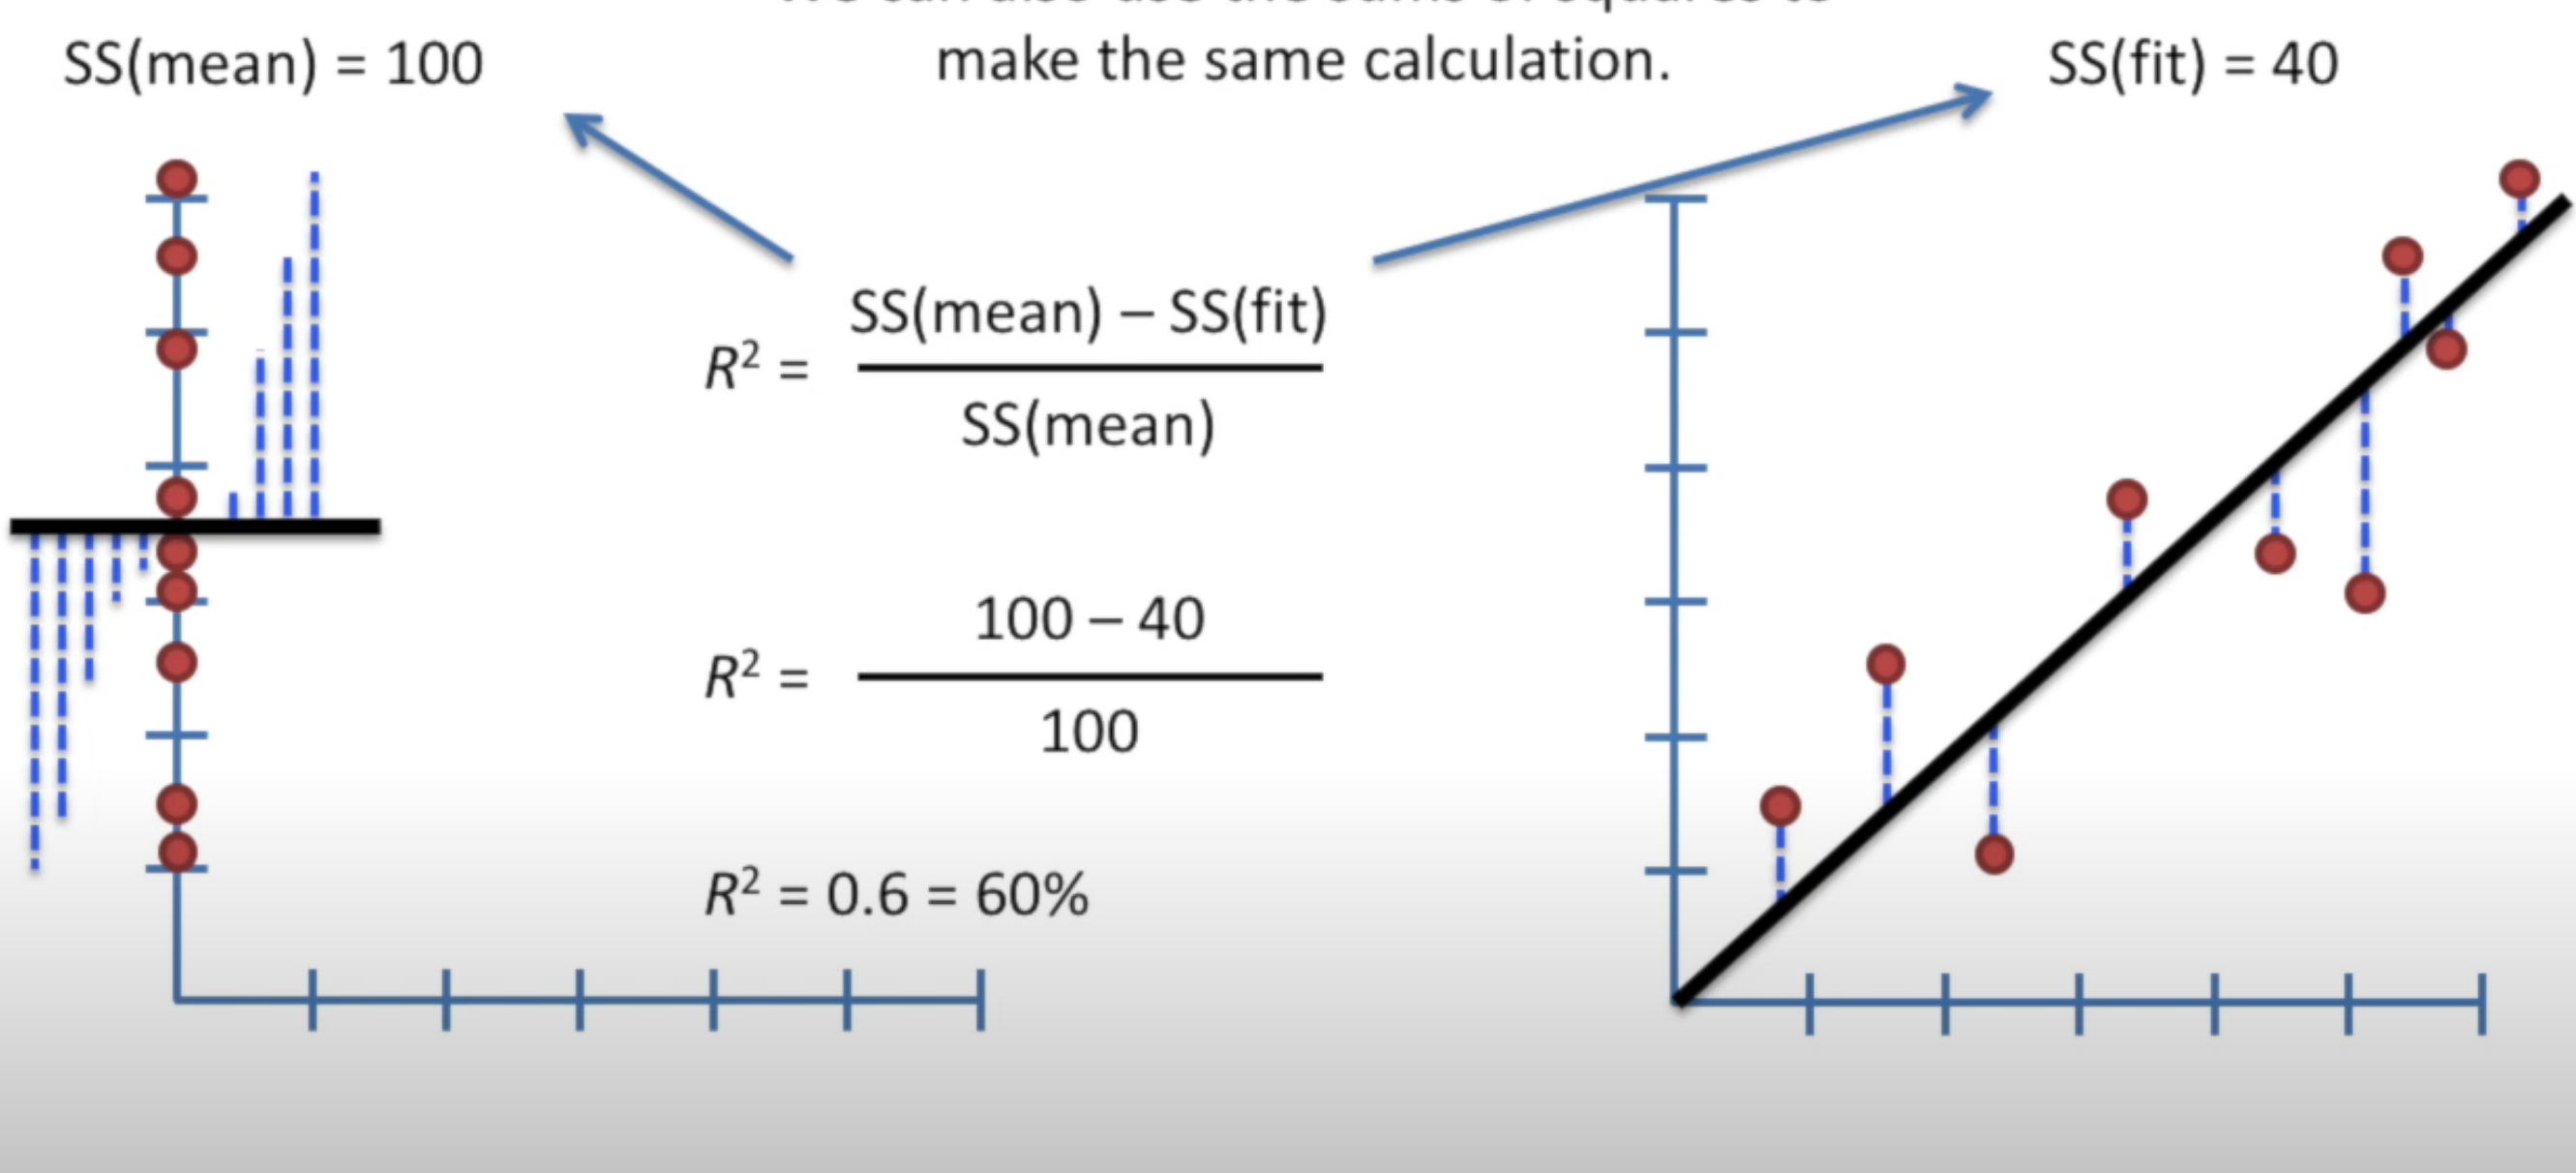 make the same calculation.
SS(mean) = 100
SS(fit) = 40
R² = SS(mean) – SS(fit)
SS(mean)
R² = 100 – 40
100
R² = 0.6 = 60%